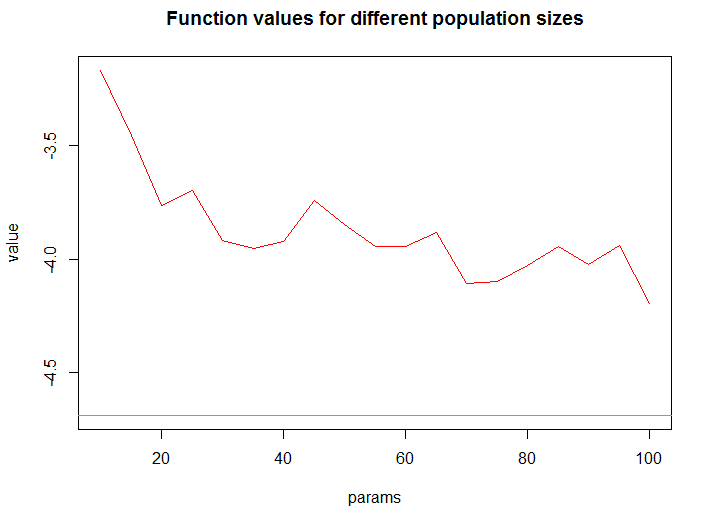 Function values for different population sizes
-3.5
-4.0
-4.5
value
20 40 60 80 100
params